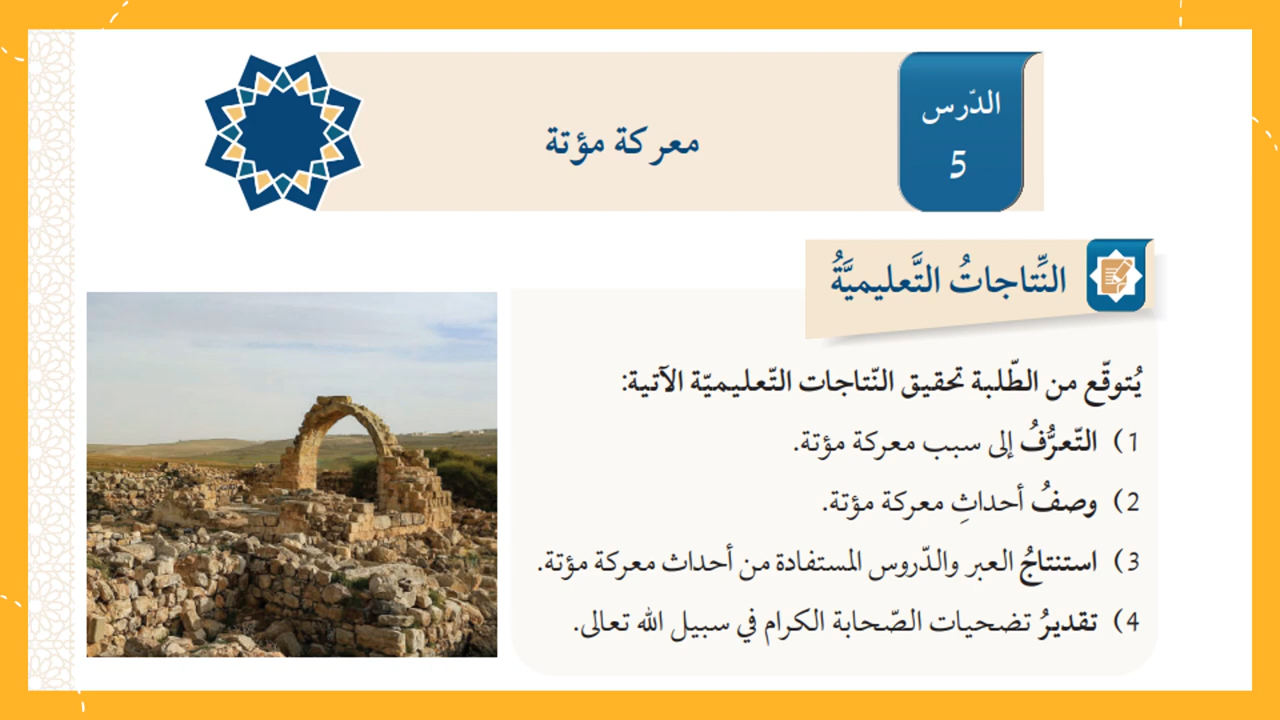 الدّرس
5
معركة مؤتة
النِّتاجاتُ التَّعليميَّةُ
يُتوقّع من الطّلبة تحقيق النّتاجات التّعليميّة الآتية:
1) التّعرُّفُ إلى سبب معركة مؤتة.
2) وصفُ أحداثِ معركة مؤتة.
3) استنتاجُ العبر والدّروس المستفادة من أحداث معركة مؤتة.
4) تقديرُ تضحيات الصّحابة الكرام في سبيل الله تعالى.